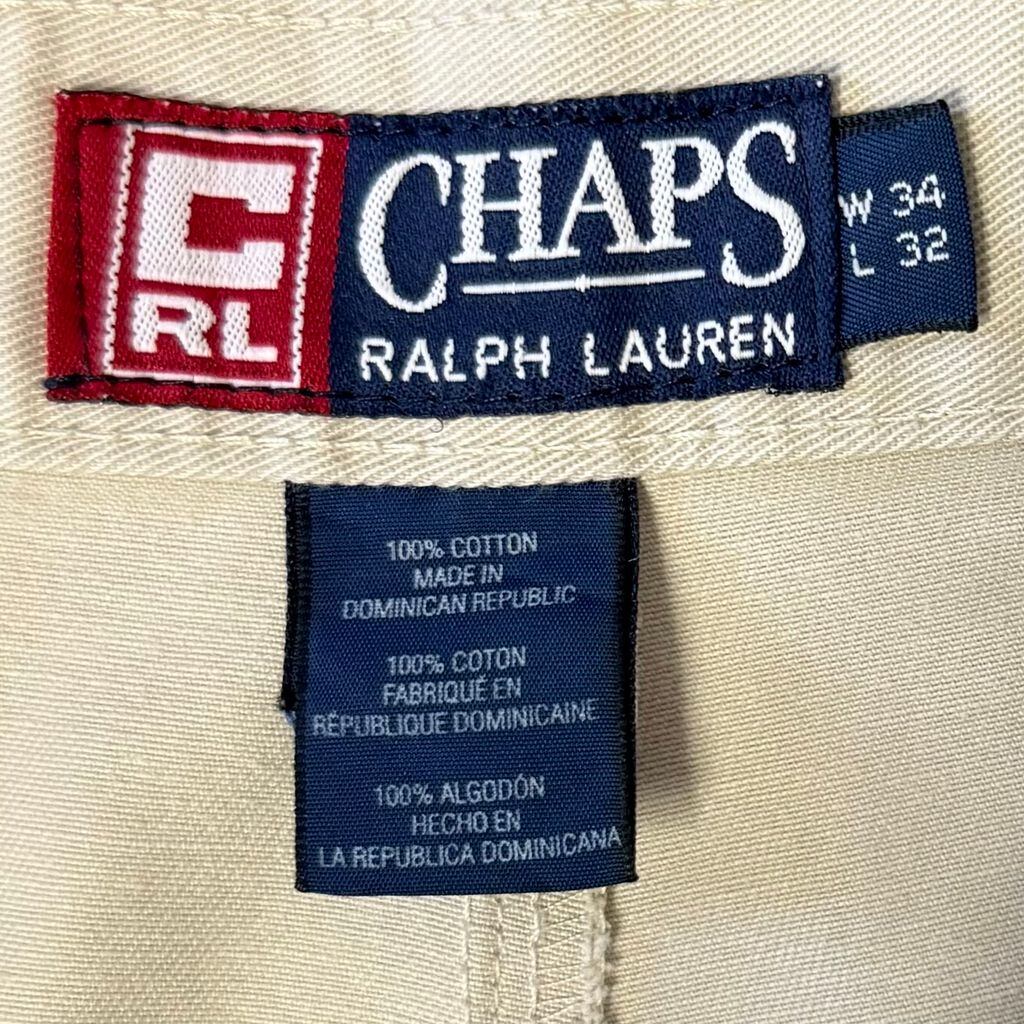 C
RL
CHAPS
RALPH LAUREN
W 34
L 32
100% COTTON
MADE IN
DOMINICAN REPUBLIC
100% COTON
FABRIQUÉ EN
RÉPUBLIQUE DOMINICAINE
100% ALGODÓN
HECHO EN
LA REPUBLICA DOMINICANA